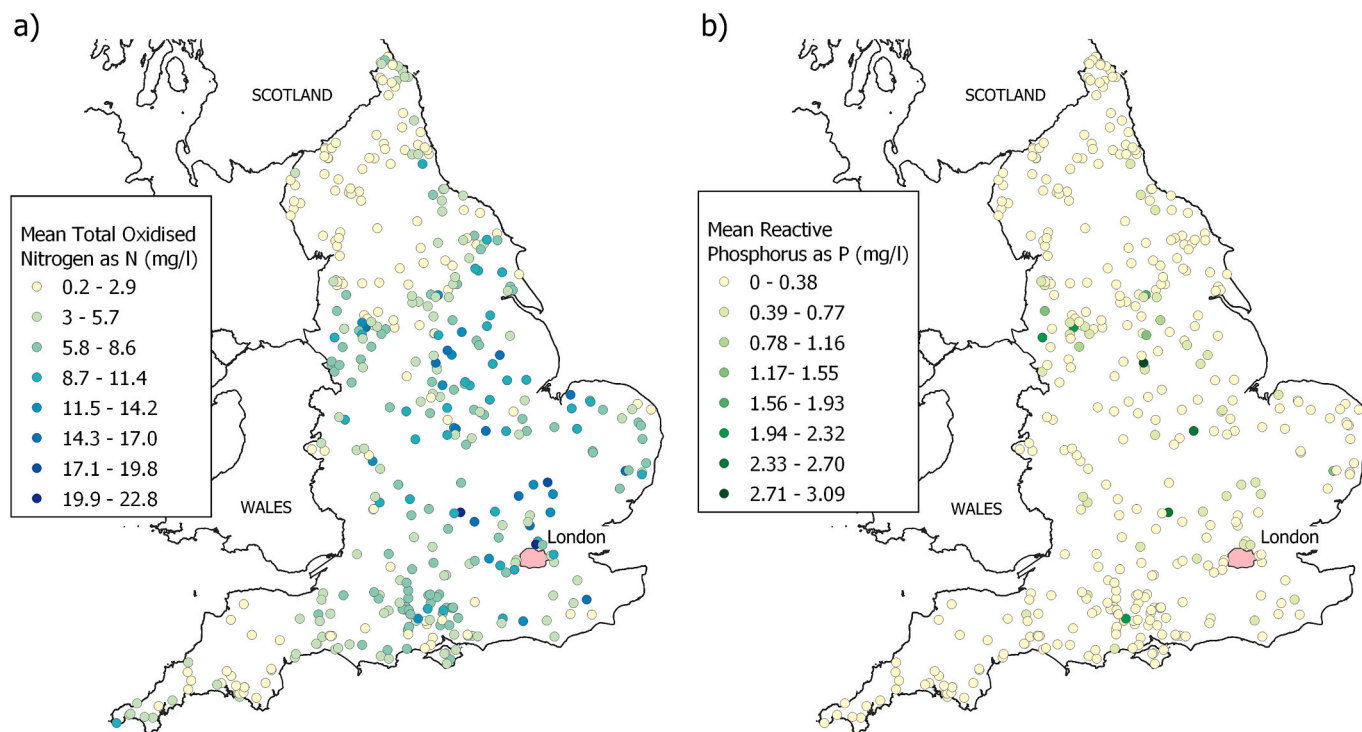 a)
SCOTLAND
Mean Total Oxidised
Nitrogen as N (mg/l)
0.2 - 2.9
3 - 5.7
5.8 - 8.6
8.7 - 11.4
11.5 - 14.2
14.3 - 17.0
17.1 - 19.8
19.9 - 22.8
WALES
London
b)
SCOTLAND
Mean Reactive
Phosphorus as P (mg/l)
0 - 0.38
0.39 - 0.77
0.78 - 1.16
1.17- 1.55
1.56 - 1.93
1.94 - 2.32
2.33 - 2.70
2.71 - 3.09
WALES
London